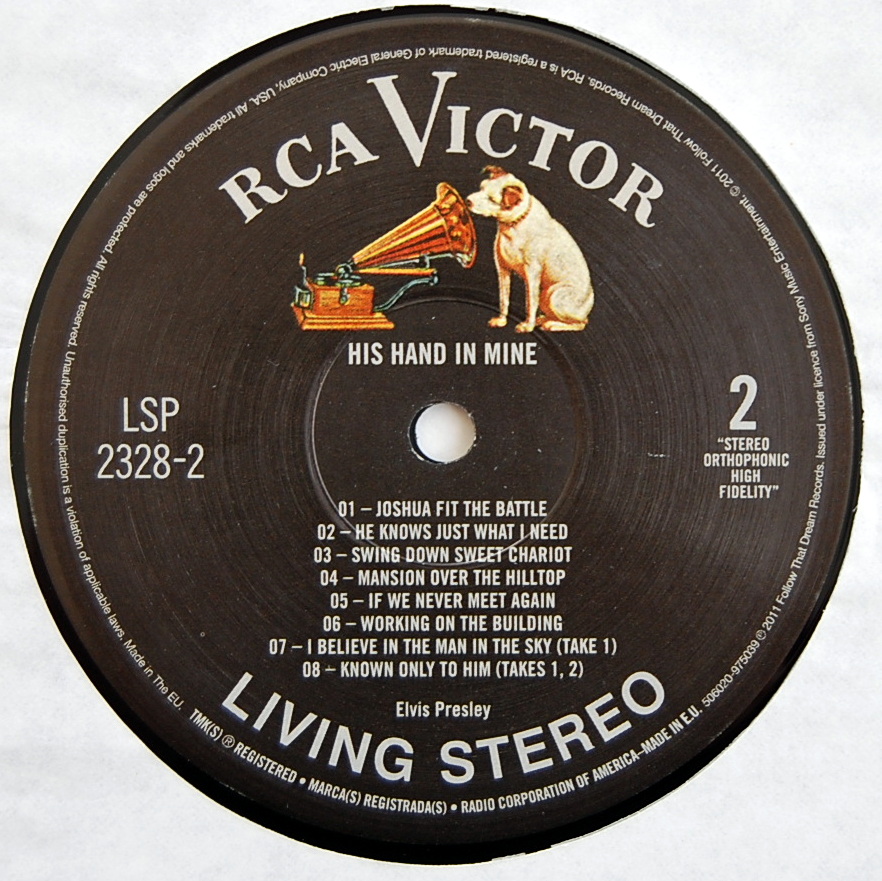 RCA VICTOR
HIS HAND IN MINE
LSP
2328-2
2
"STEREO
ORTHOPHONIC
HIGH
FIDELITY"
01 – JOSHUA FIT THE BATTLE
02 – HE KNOWS JUST WHAT I NEED
03 – SWING DOWN SWEET CHARIOT
04 – MANSION OVER THE HILLTOP
05 – IF WE NEVER MEET AGAIN
06 – WORKING ON THE BUILDING
07 – I BELIEVE IN THE MAN IN THE SKY (TAKE 1)
08 – KNOWN ONLY TO HIM (TAKES 1, 2)
Elvis Presley
LIVING STEREO
TMK(S) ® REGISTERED • MARCA(S) REGISTRADA(S) • RADIO CORPORATION OF AMERICA–MADE IN E.U.
506020-975039 ℗ 2011 Follow That Dream Records. Issued under licence from Sony Music Entertainment. © 2011 Follow That Dream Records. RCA is a registered trademark of General Electric Company, USA. All trademarks and logos are protected. All rights reserved. Unauthorised duplication is a violation of applicable laws. Made in The EU.